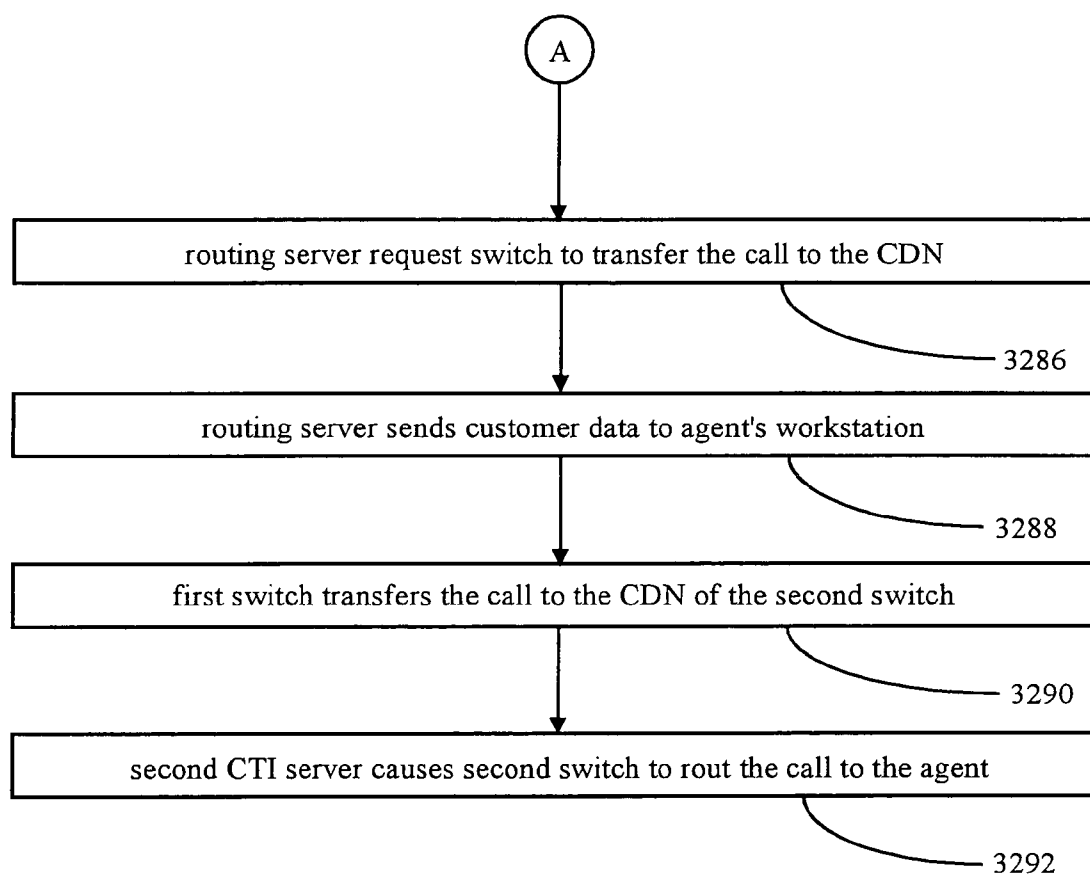 A
routing server request switch to transfer the call to the CDN
3286
routing server sends customer data to agent's workstation
3288
first switch transfers the call to the CDN of the second switch
3290
second CTI server causes second switch to rout the call to the agent
3292